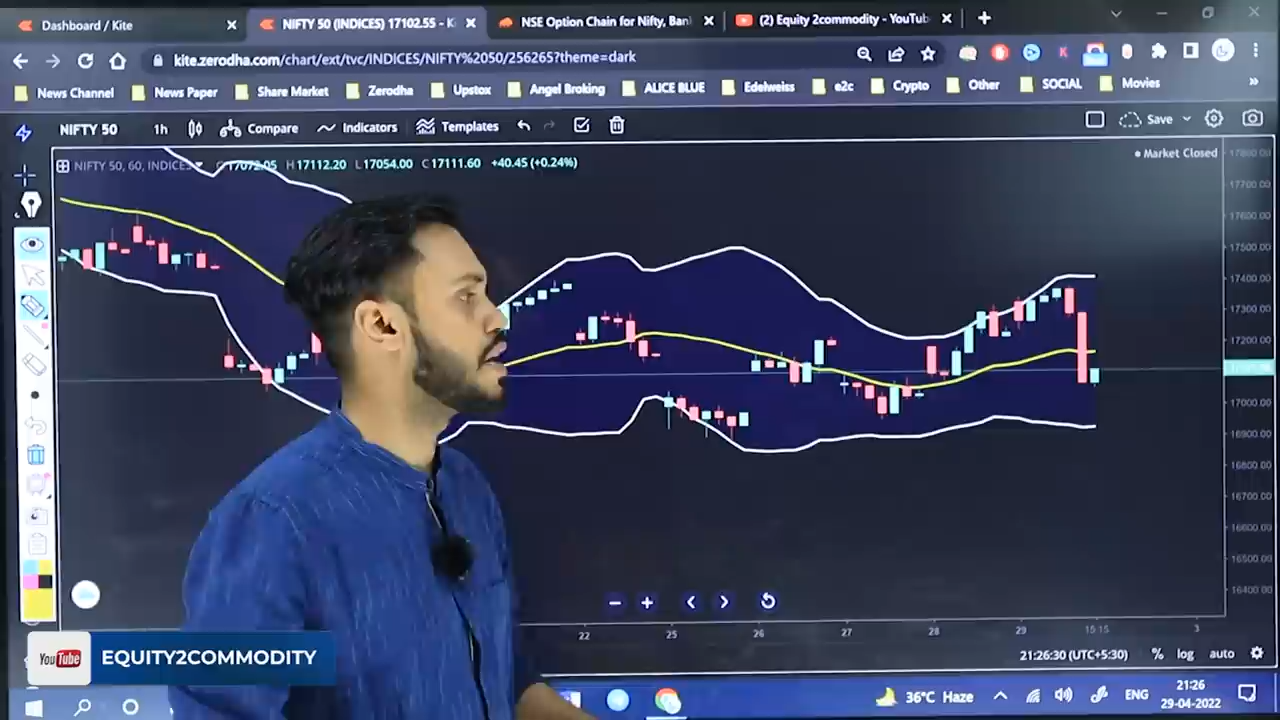 Dashboard / Kite
NIFTY 50 (INDICES) 17102.55 - Ki
NSE Option Chain for Nifty, Ban
(2) Equity 2commodity - YouTub
kite.zerodha.com/chart/ext/tvc/INDICES/NIFTY%2050/256265?theme=dark
News Channel News Paper Share Market Zerodha Upstox Angel Broking ALICE BLUE Edelweiss e2c Crypto Other SOCIAL Movies »
NIFTY 50 1h Compare Indicators Templates Save
NIFTY 50, 60, INDICES 17072.05 H17112.20 L17054.00 C17111.60 +40.45 (+0.24%)
Market Closed
17700.00
17600.00
17500.00
17400.00
17300.00
17200.00
17000.00
16900.00
16800.00
16700.00
16600.00
16500.00
16400.00
22 25 26 27 28 29 15:15 3
21:26:30 (UTC+5:30) % log auto
YouTube EQUITY2COMMODITY
36°C Haze ENG 21:26
29-04-2022